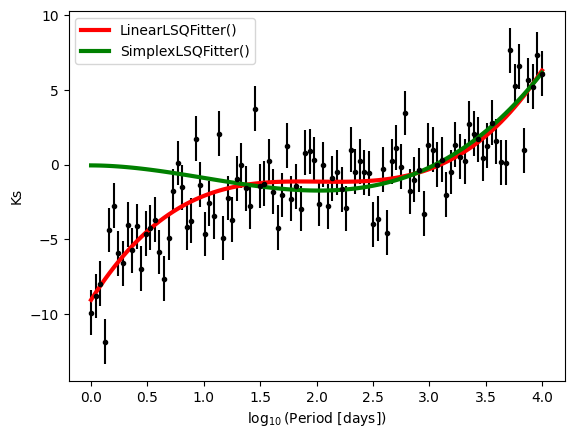 LinearLSQFitter()
SimplexLSQFitter()
10
5
0
−5
−10
Ks
0.0 0.5 1.0 1.5 2.0 2.5 3.0 3.5 4.0
log₁₀(Period [days])